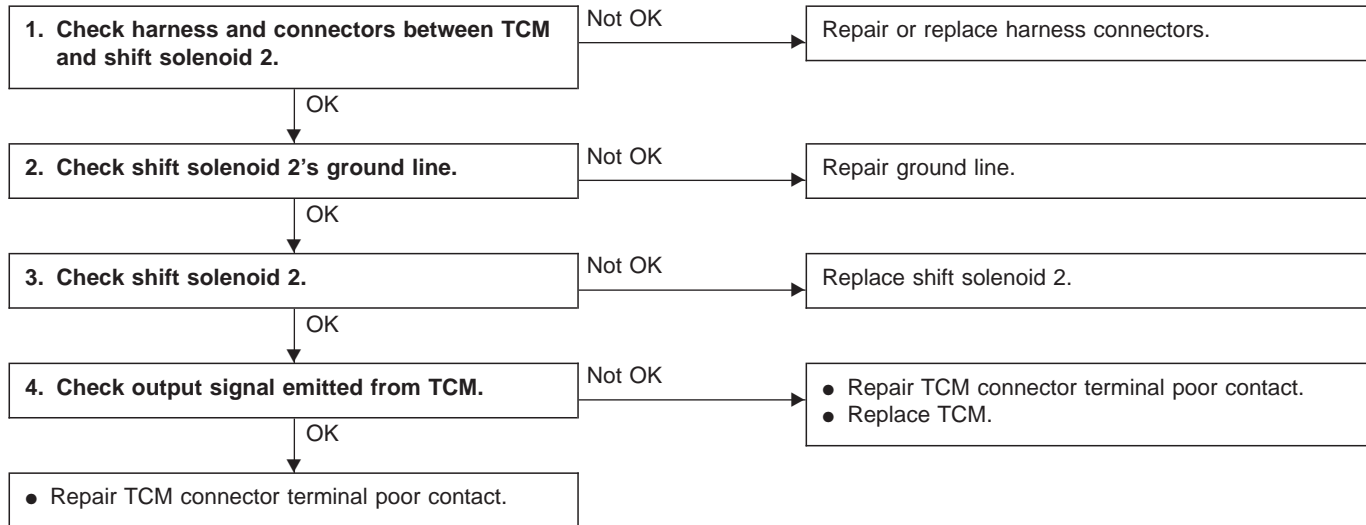 1. Check harness and connectors between TCM
and shift solenoid 2.
Not OK
Repair or replace harness connectors.
OK
2. Check shift solenoid 2’s ground line.
Not OK
Repair ground line.
OK
3. Check shift solenoid 2.
Not OK
Replace shift solenoid 2.
OK
4. Check output signal emitted from TCM.
Not OK
● Repair TCM connector terminal poor contact.
● Replace TCM.
OK
● Repair TCM connector terminal poor contact.